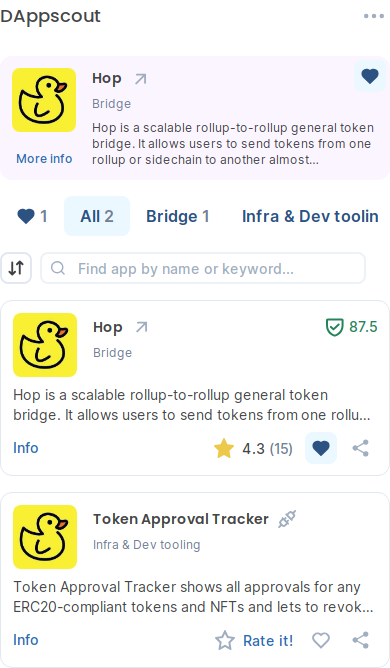 DAppscout
Hop
Bridge
Hop is a scalable rollup-to-rollup general token
bridge. It allows users to send tokens from one
rollup or sidechain to another almost...
More info
1 All 2 Bridge 1 Infra & Dev toolin
Find app by name or keyword...
Hop 87.5
Bridge
Hop is a scalable rollup-to-rollup general token
bridge. It allows users to send tokens from one rollu...
Info 4.3 (15)
Token Approval Tracker
Infra & Dev tooling
Token Approval Tracker shows all approvals for any
ERC20-compliant tokens and NFTs and lets to revok...
Info Rate it!